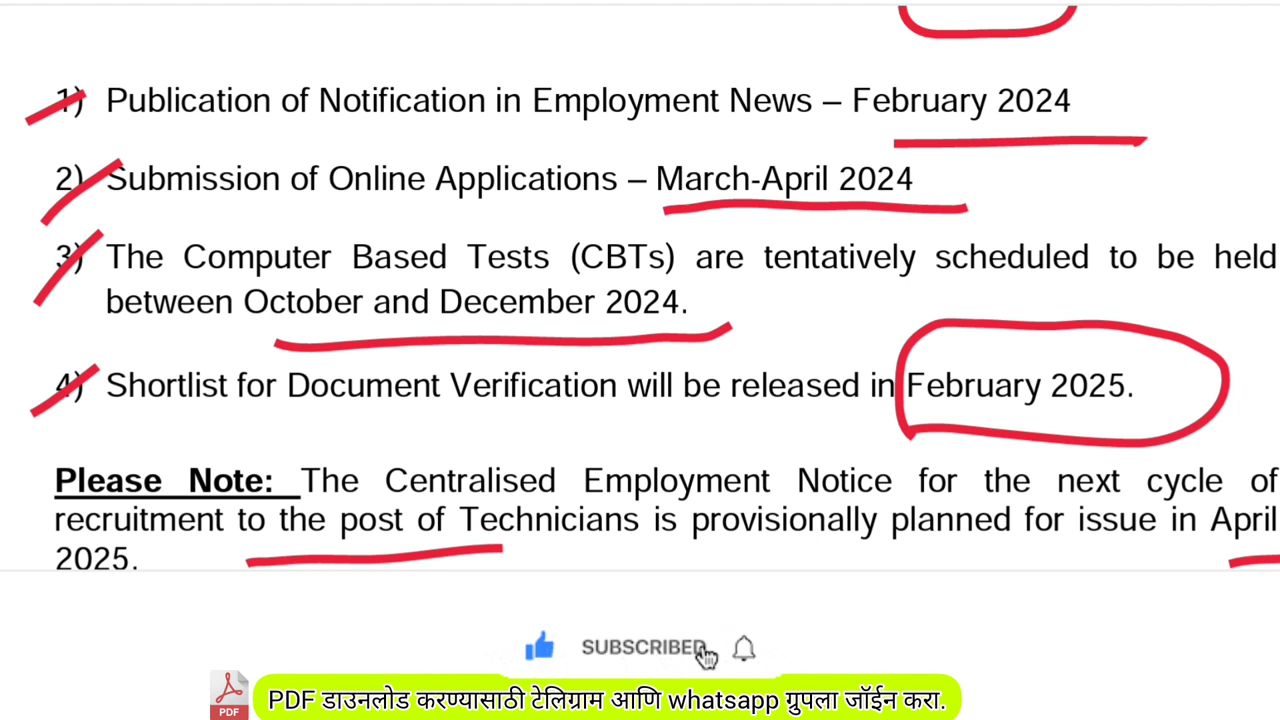 1) Publication of Notification in Employment News – February 2024
2) Submission of Online Applications – March-April 2024
3) The Computer Based Tests (CBTs) are tentatively scheduled to be held
between October and December 2024.
4) Shortlist for Document Verification will be released in February 2025.
Please Note: The Centralised Employment Notice for the next cycle of
recruitment to the post of Technicians is provisionally planned for issue in April
2025.
SUBSCRIBED
PDF
PDF डाउनलोड करण्यासाठी टेलिग्राम आणि whatsapp ग्रुपला जॉईन करा.